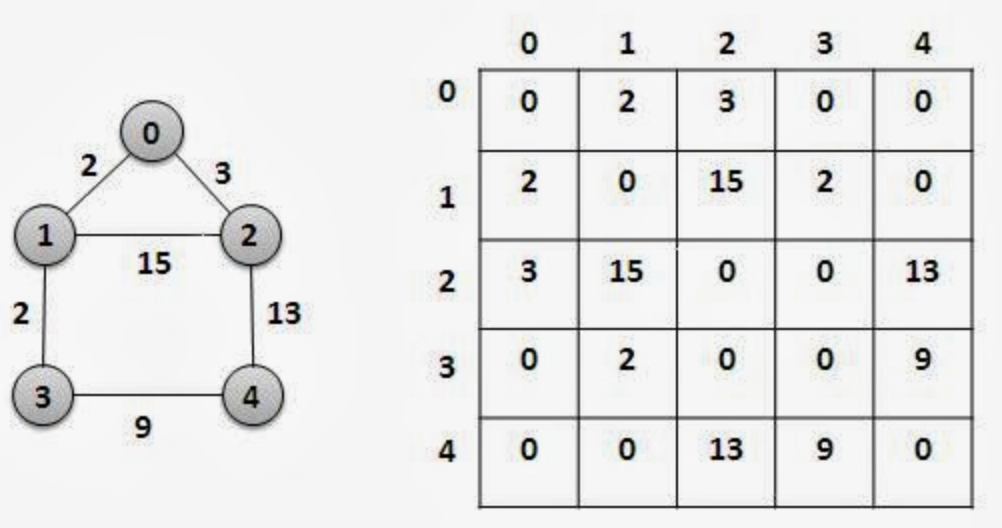 0
2 3
1 2
15
2 13
3 4
9
0 1 2 3 4
0 0 2 3 0 0
1 2 0 15 2 0
2 3 15 0 0 13
3 0 2 0 0 9
4 0 0 13 9 0